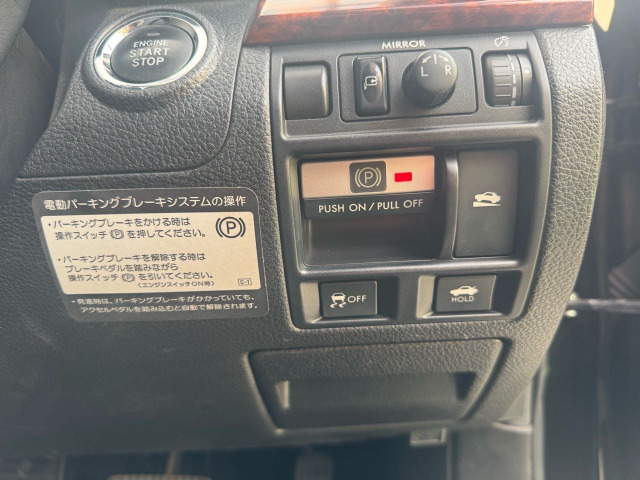 ENGINE
START
STOP
MIRROR
L R
PUSH ON / PULL OFF
OFF
HOLD
電動パーキングブレーキシステムの操作
・パーキングブレーキをかける時は
操作スイッチ(P)を押してください。
・パーキングブレーキを解除する時は
ブレーキペダルを踏みながら
操作スイッチ(P)を引いてください。
(エンジンスイッチON時)
・発進時は、パーキングブレーキがかかっていても、
アクセルペダルを踏み込むと自動で解除されます。